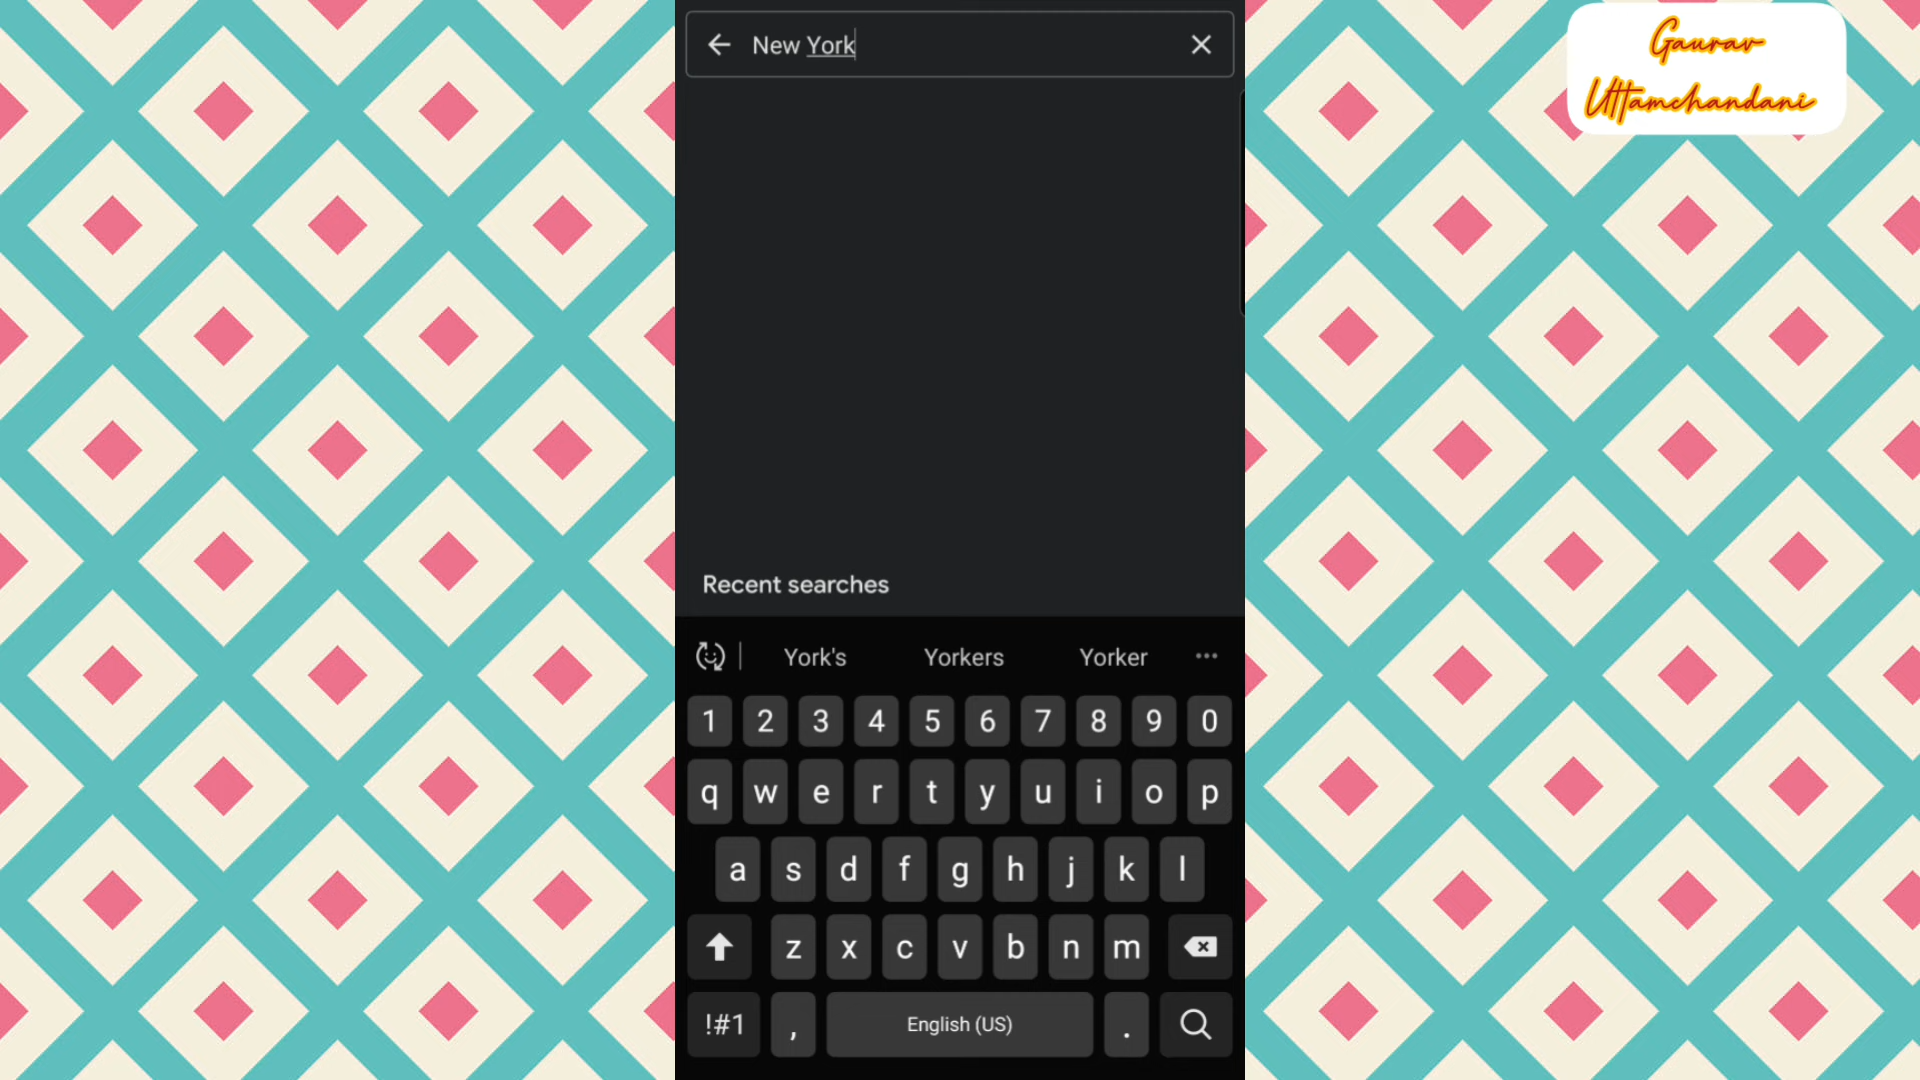 New York
Gaurav
Uttamchandani
Recent searches
York's Yorkers Yorker
1 2 3 4 5 6 7 8 9 0
q w e r t y u i o p
a s d f g h j k l
z x c v b n m
!#1 , English (US) .